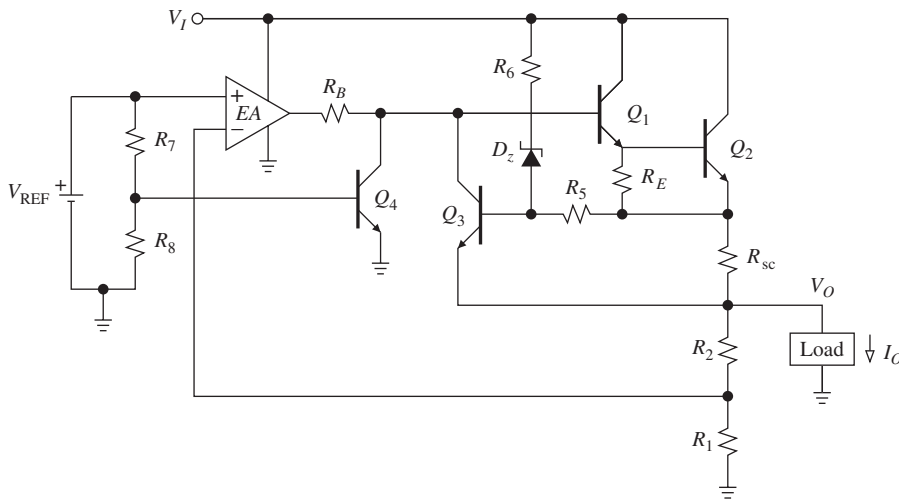 V_I
R_6
R_B
+
EA
−
Q_1
R_7
D_z
Q_2
V_REF
+
Q_4
R_5
R_E
Q_3
R_8
R_sc
V_O
R_2
Load
I_O
R_1